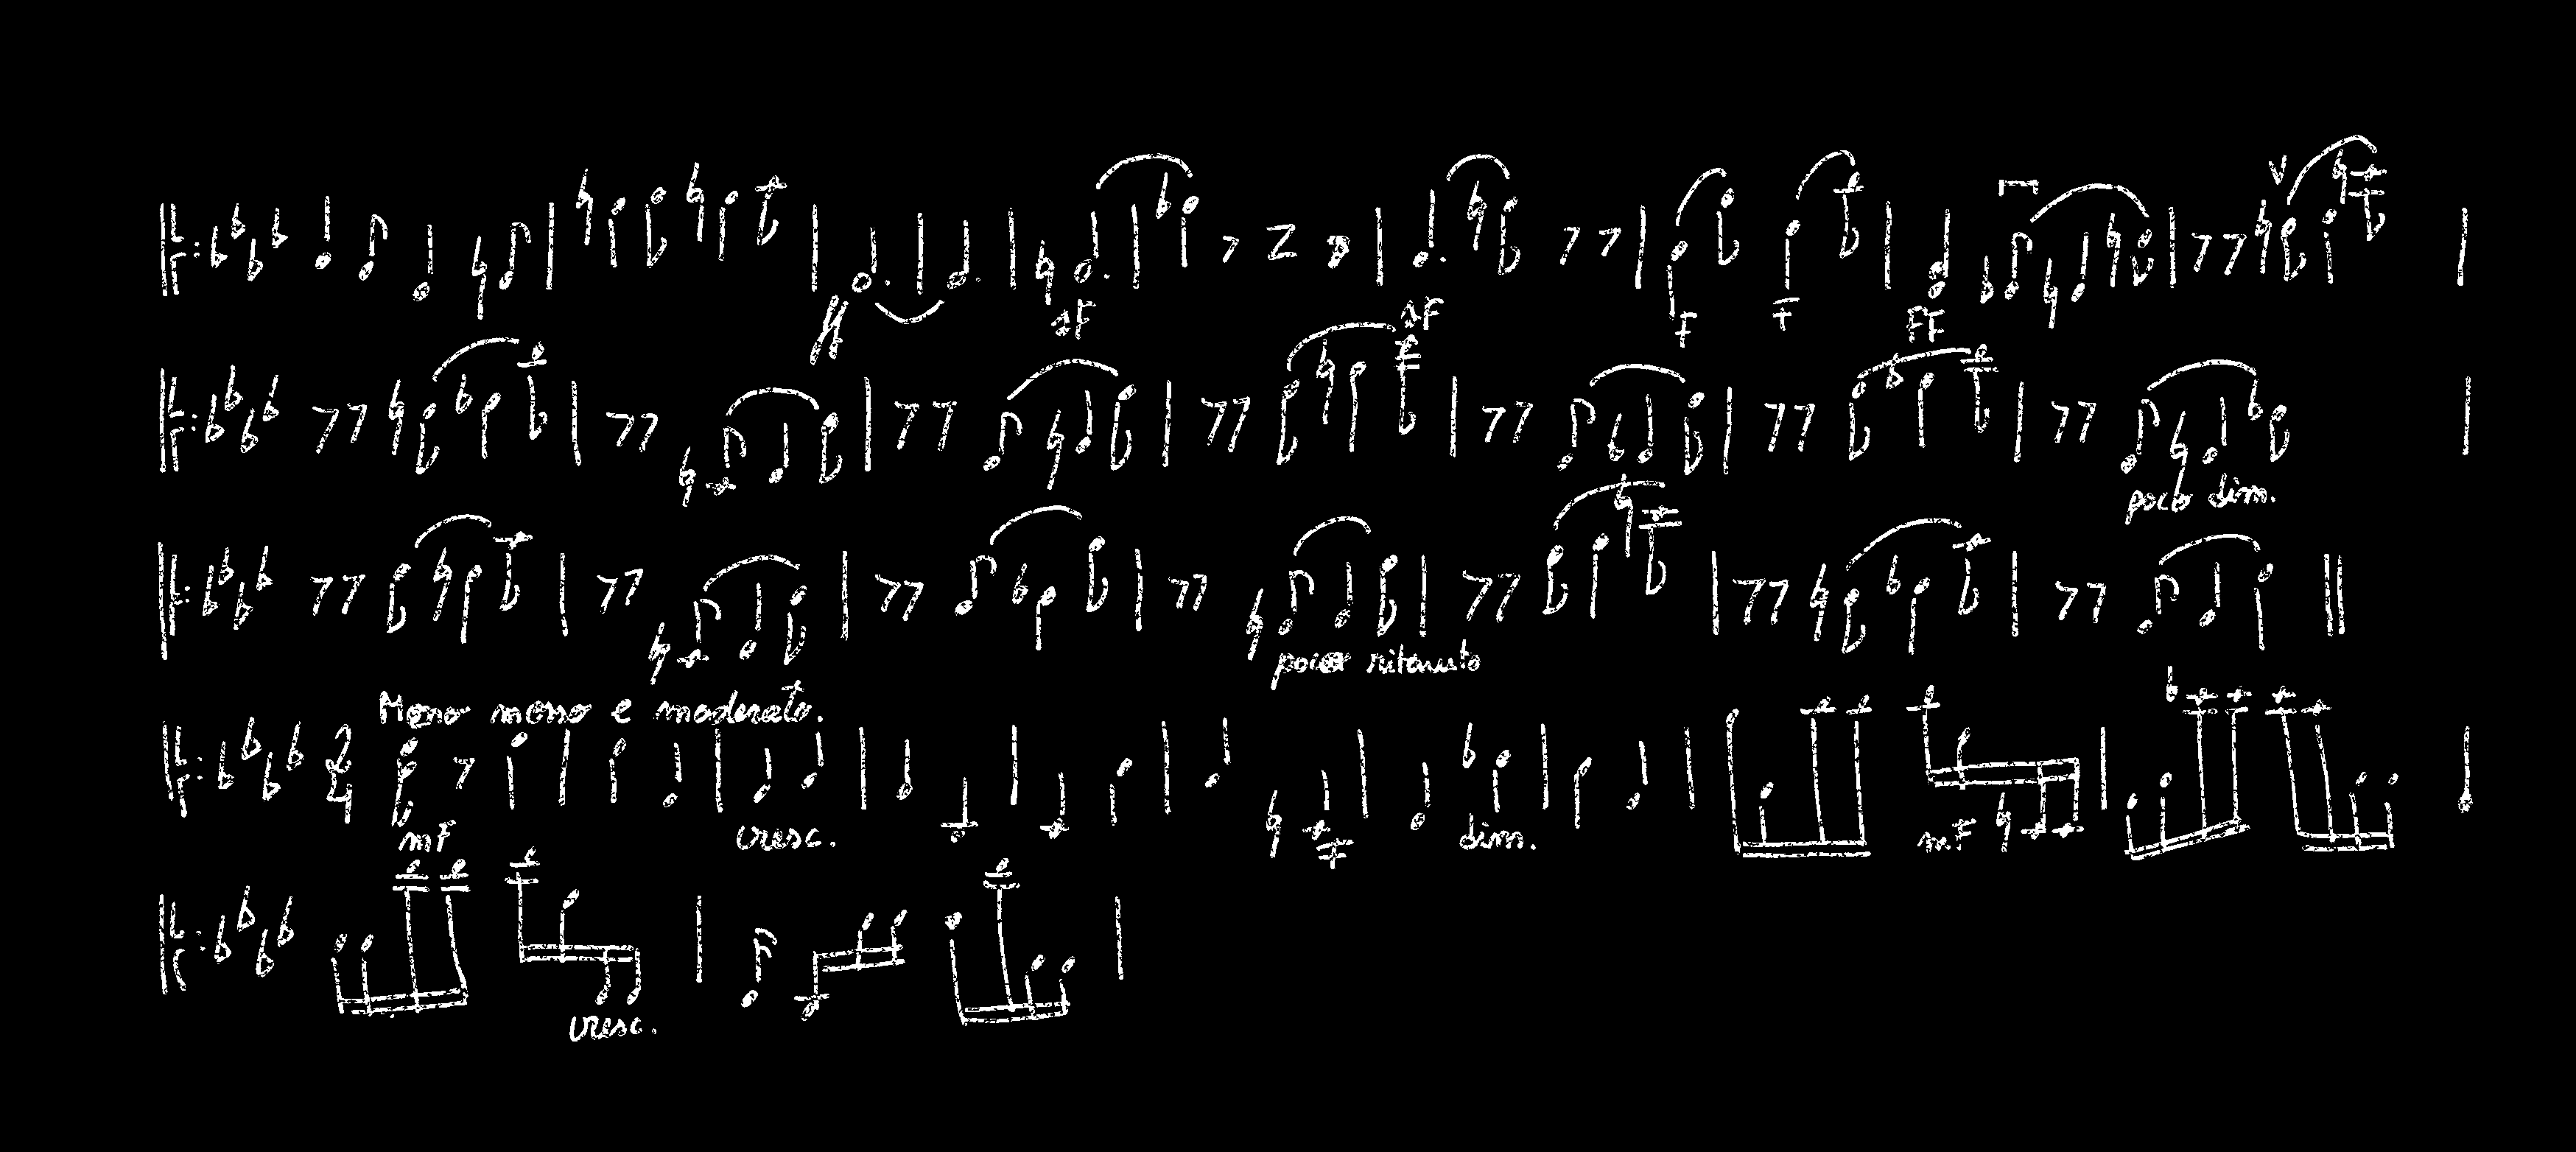 ff sF sF F F FF
poco dim.
poco ritenuto
Meno mosso e moderato.
mF cresc. dim. mF
cresc.